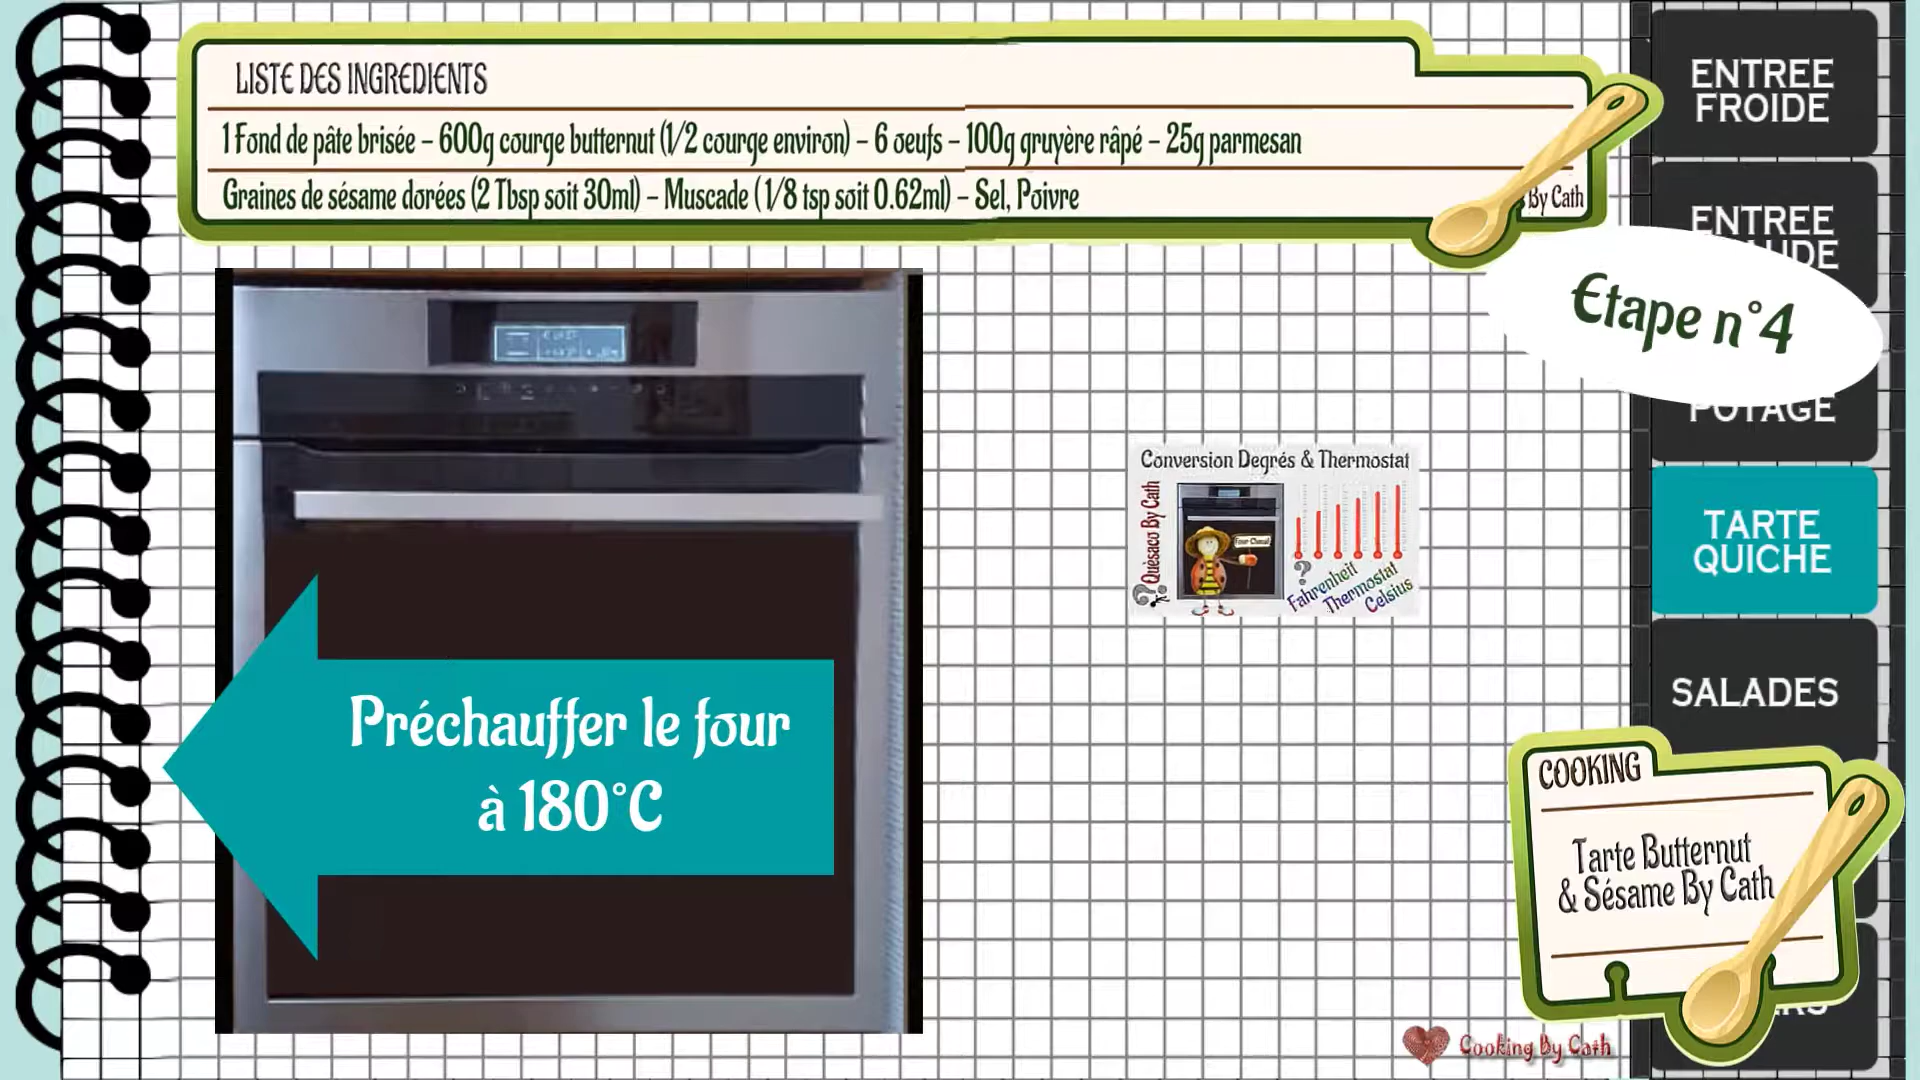 LISTE DES INGREDIENTS
1 Fond de pâte brisée – 600g courge butternut (1/2 courge environ) – 6 oeufs – 100g gruyère râpé – 25g parmesan
Graines de sésame dorées (2 Tbsp soit 30ml) – Muscade (1/8 tsp soit 0.62ml) – Sel, Poivre
By Cath
ENTREE
FROIDE
ENTREE
Etape n°4
POTAGE
TARTE
QUICHE
SALADES
Conversion Degrés & Thermostat
? Quèsaco By Cath
Four Chaud
?
Fahrenheit
Thermostat
Celsius
Préchauffer le four
à 180°C
COOKING
Tarte Butternut
& Sésame By Cath
Cooking By Cath